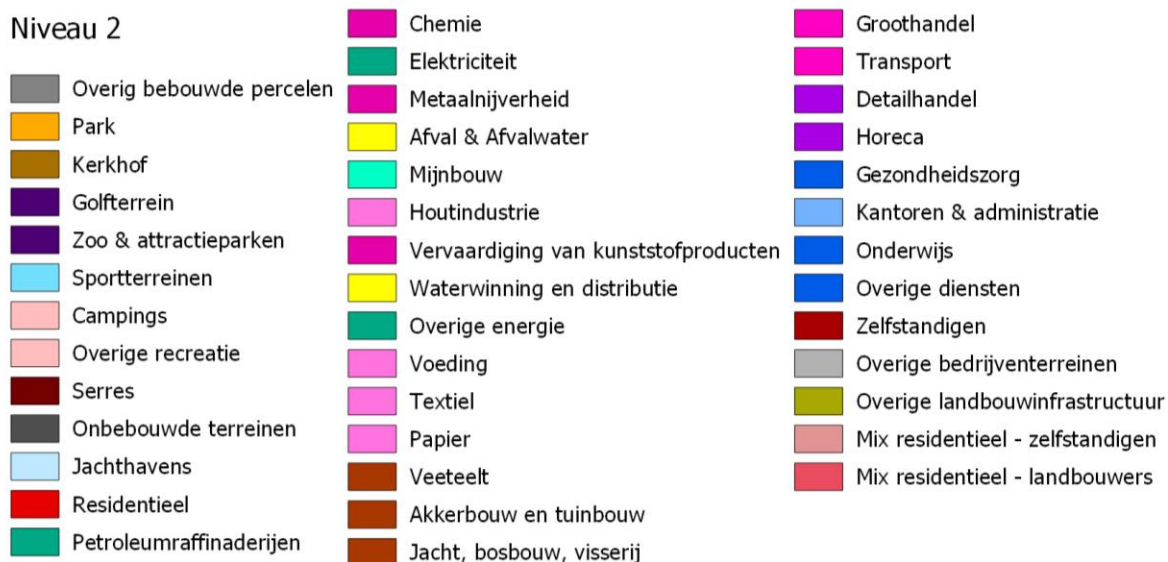 Niveau 2
Overig bebouwde percelen
Park
Kerkhof
Golfterrein
Zoo & attractieparken
Sportterreinen
Campings
Overige recreatie
Serres
Onbebouwde terreinen
Jachthavens
Residentieel
Petroleumraffinaderijen
Chemie
Elektriciteit
Metaalnijverheid
Afval & Afvalwater
Mijnbouw
Houtindustrie
Vervaardiging van kunststofproducten
Waterwinning en distributie
Overige energie
Voeding
Textiel
Papier
Veeteelt
Akkerbouw en tuinbouw
Jacht, bosbouw, visserij
Groothandel
Transport
Detailhandel
Horeca
Gezondheidszorg
Kantoren & administratie
Onderwijs
Overige diensten
Zelfstandigen
Overige bedrijventerreinen
Overige landbouwinfrastructuur
Mix residentieel - zelfstandigen
Mix residentieel - landbouwers